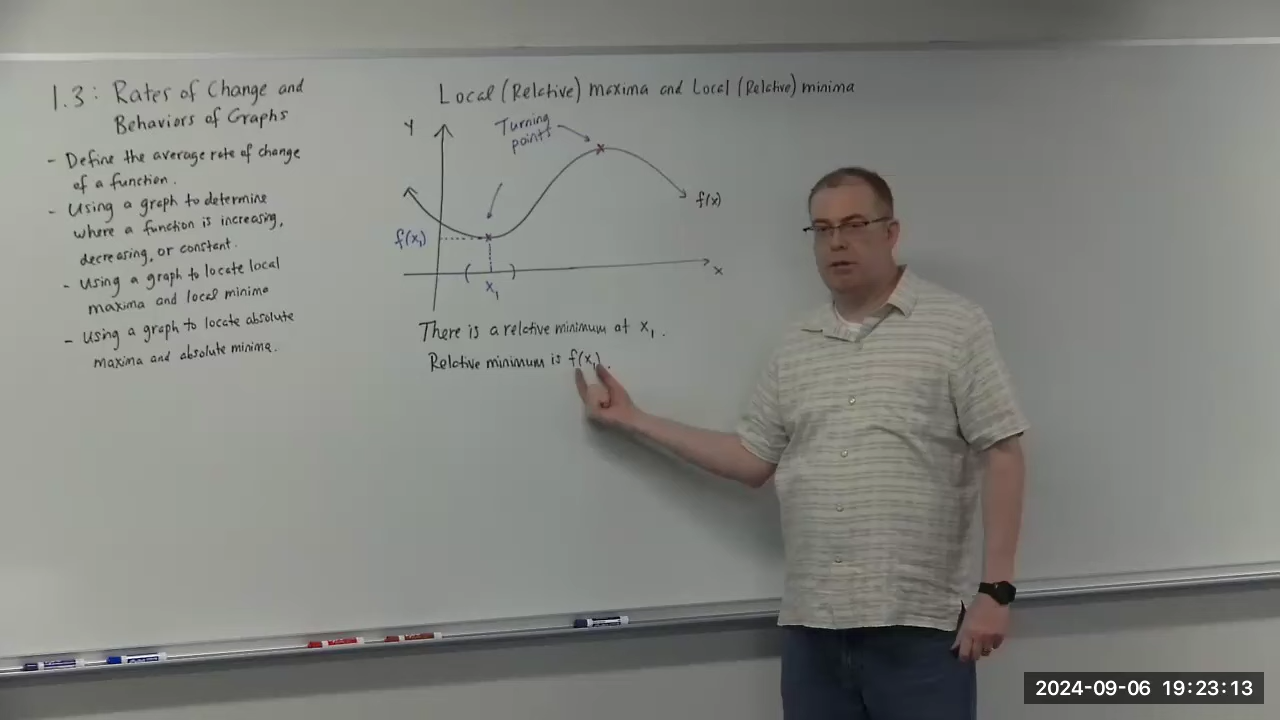 1.3: Rates of Change and
Behaviors of Graphs
- Define the average rate of change
of a function.
- Using a graph to determine
where a function is increasing,
decreasing, or constant.
- Using a graph to locate local
maxima and local minima
- Using a graph to locate absolute
maxima and absolute minima.
Local (Relative) maxima and Local (Relative) minima
y
Turning
points
f(x)
f(x₁)
x
( )
x₁
There is a relative minimum at x₁.
Relative minimum is f(x₁).
2024-09-06 19:23:13